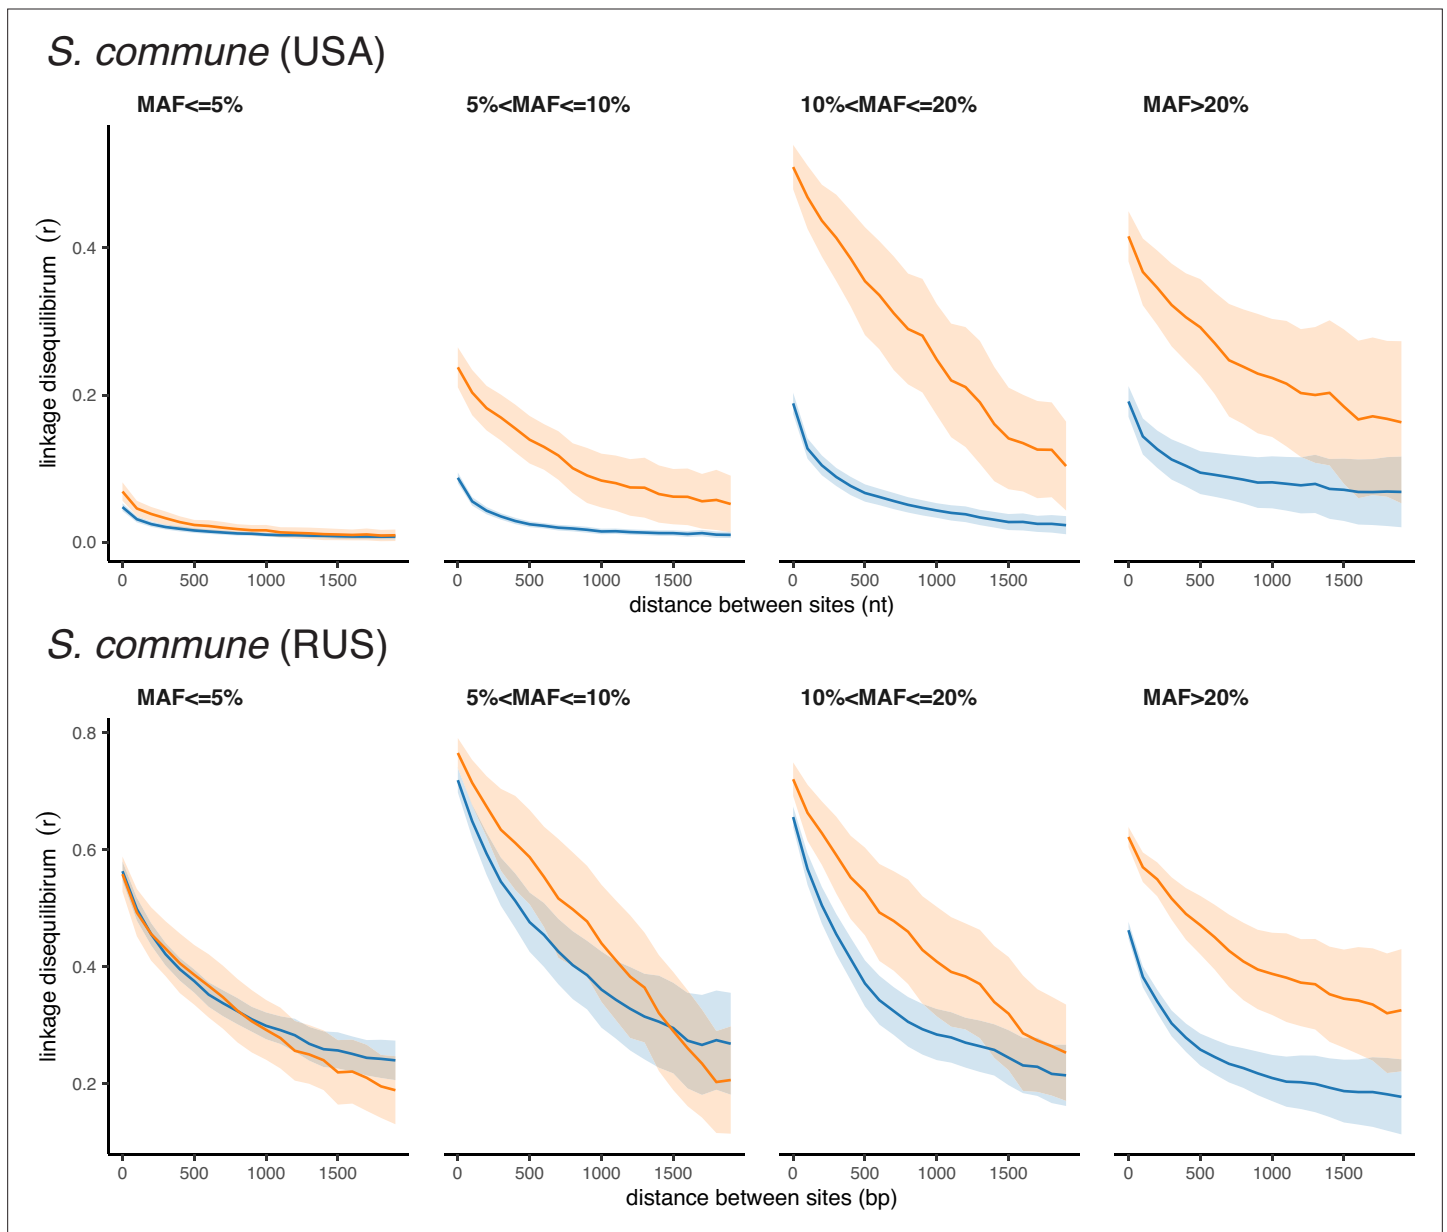 S. commune (USA)
MAF<=5%
5%<MAF<=10%
10%<MAF<=20%
MAF>20%
linkage disequilibirum (r)
0.4
0.2
0.0
0 500 1000 1500
0 500 1000 1500
0 500 1000 1500
0 500 1000 1500
distance between sites (nt)
S. commune (RUS)
MAF<=5%
5%<MAF<=10%
10%<MAF<=20%
MAF>20%
linkage disequilibirum (r)
0.8
0.6
0.4
0.2
0 500 1000 1500
0 500 1000 1500
0 500 1000 1500
0 500 1000 1500
distance between sites (bp)